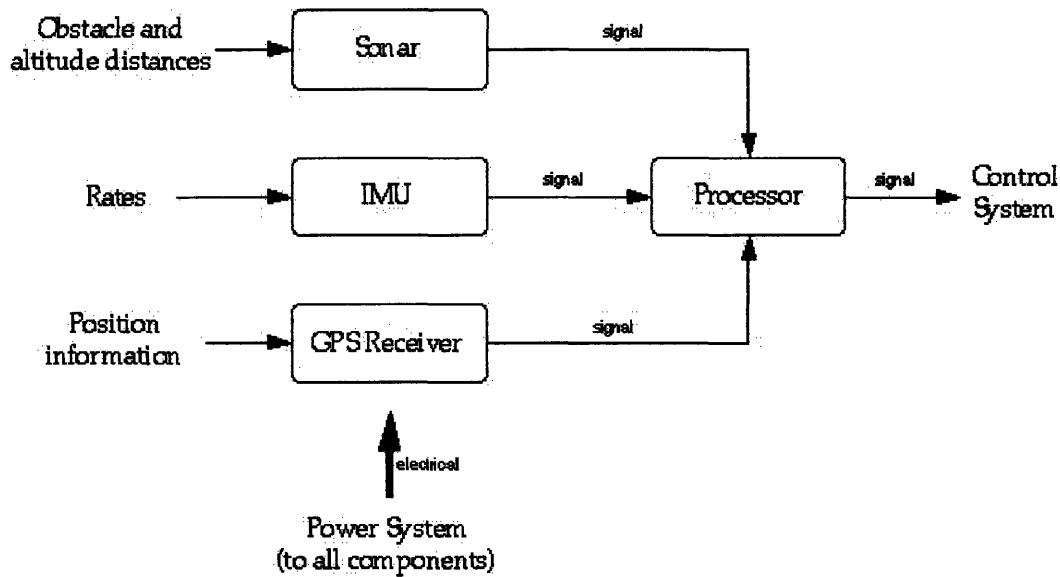 Obstacle and
altitude distances
Sonar
signal
Rates
IMU
signal
Processor
signal
Control
System
Position
information
GPS Receiver
signal
electrical
Power System
(to all components)